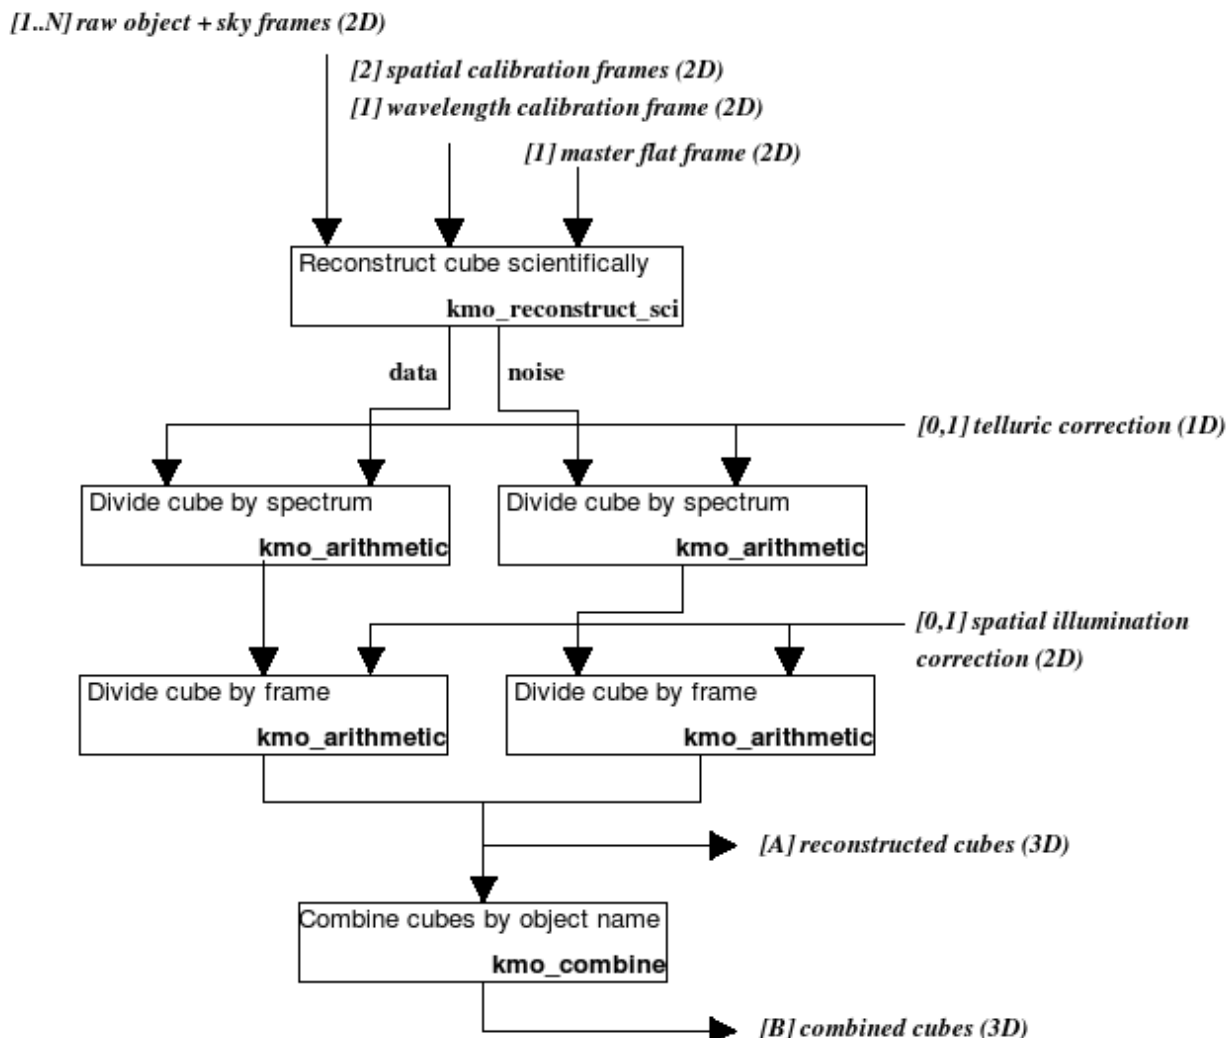 [1..N] raw object + sky frames (2D)
[2] spatial calibration frames (2D)
[1] wavelength calibration frame (2D)
[1] master flat frame (2D)
Reconstruct cube scientifically
kmo_reconstruct_sci
data noise
[0,1] telluric correction (1D)
Divide cube by spectrum
kmo_arithmetic
Divide cube by spectrum
kmo_arithmetic
[0,1] spatial illumination
correction (2D)
Divide cube by frame
kmo_arithmetic
Divide cube by frame
kmo_arithmetic
[A] reconstructed cubes (3D)
Combine cubes by object name
kmo_combine
[B] combined cubes (3D)